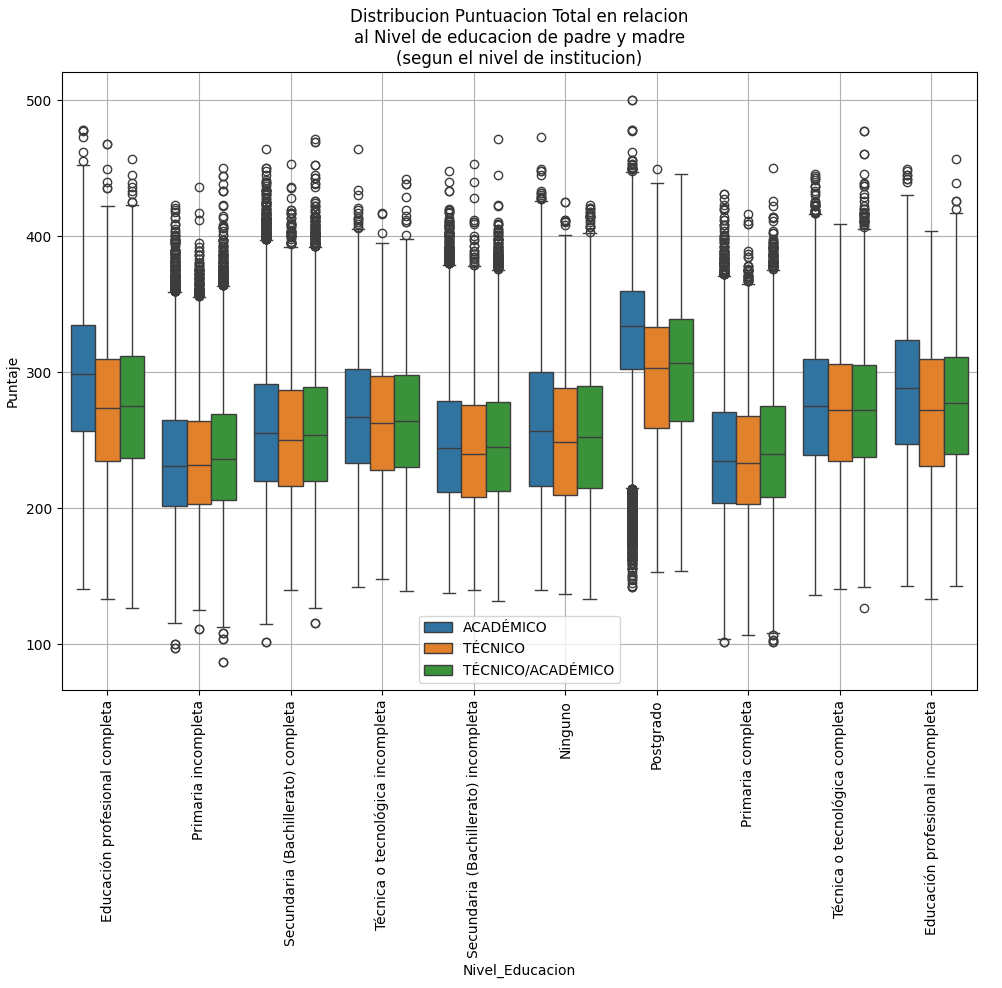 Distribucion Puntuacion Total en relacion
al Nivel de educacion de padre y madre
(segun el nivel de institucion)
Puntaje
500
400
300
200
100
ACADÉMICO
TÉCNICO
TÉCNICO/ACADÉMICO
Educación profesional completa
Primaria incompleta
Secundaria (Bachillerato) completa
Técnica o tecnológica incompleta
Secundaria (Bachillerato) incompleta
Ninguno
Postgrado
Primaria completa
Técnica o tecnológica completa
Educación profesional incompleta
Nivel_Educacion